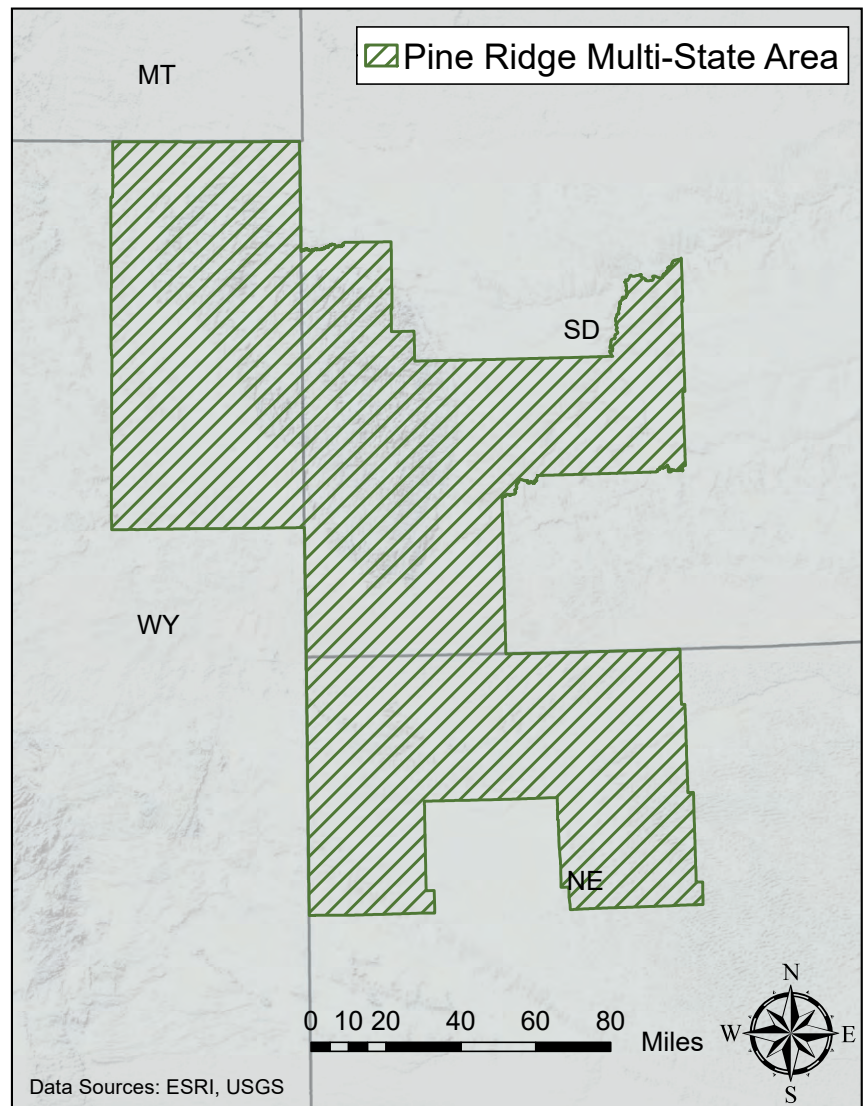 Pine Ridge Multi-State Area
MT
SD
WY
NE
0 10 20 40 60 80 Miles
N
W E
S
Data Sources: ESRI, USGS